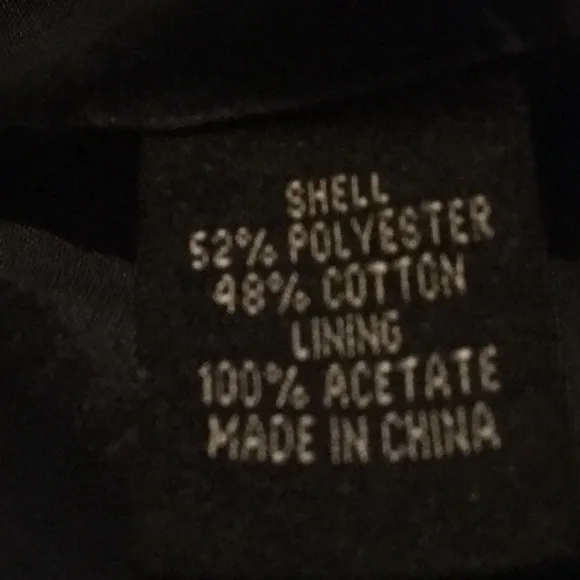 SHELL
52% POLYESTER
48% COTTON
LINING
100% ACETATE
MADE IN CHINA